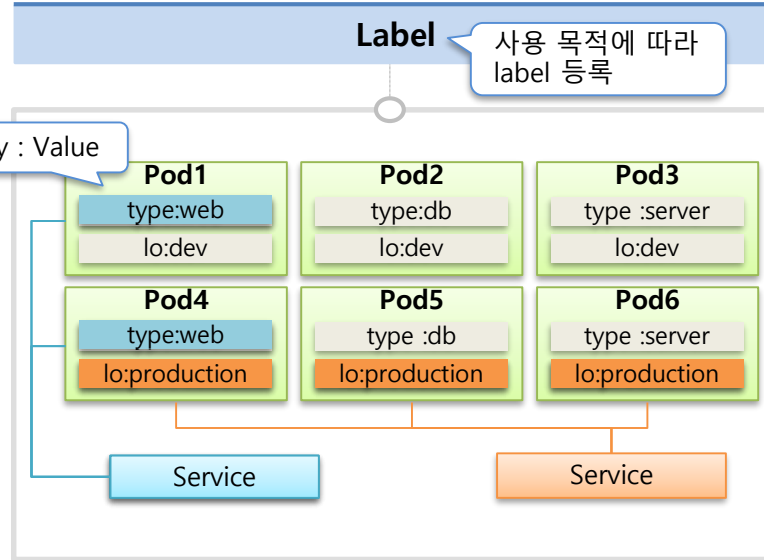 Label
사용 목적에 따라
label 등록
y : Value
Pod1
type:web
lo:dev
Pod2
type:db
lo:dev
Pod3
type :server
lo:dev
Pod4
type:web
lo:production
Pod5
type :db
lo:production
Pod6
type :server
lo:production
Service
Service